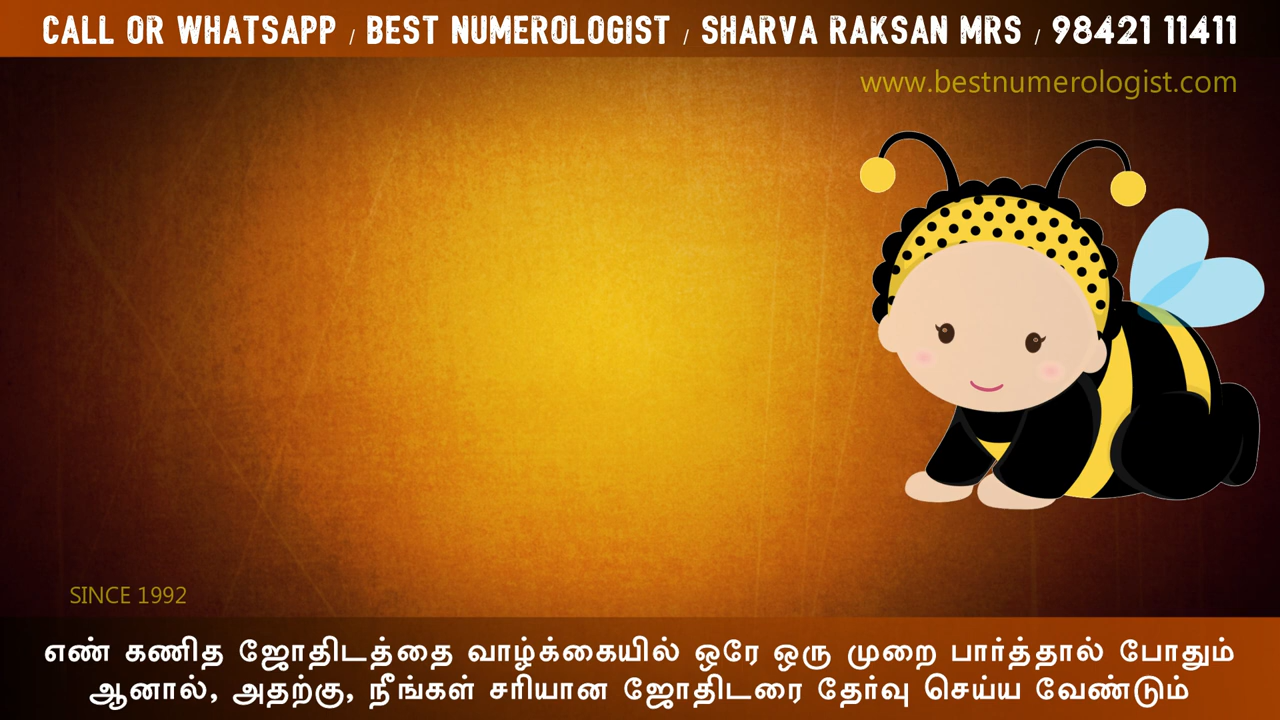 CALL OR WHATSAPP / BEST NUMEROLOGIST / SHARVA RAKSAN MRS / 98421 11411
www.bestnumerologist.com
SINCE 1992
எண் கணித ஜோதிடத்தை வாழ்க்கையில் ஒரே ஒரு முறை பார்த்தால் போதும்
ஆனால், அதற்கு, நீங்கள் சரியான ஜோதிடரை தேர்வு செய்ய வேண்டும்